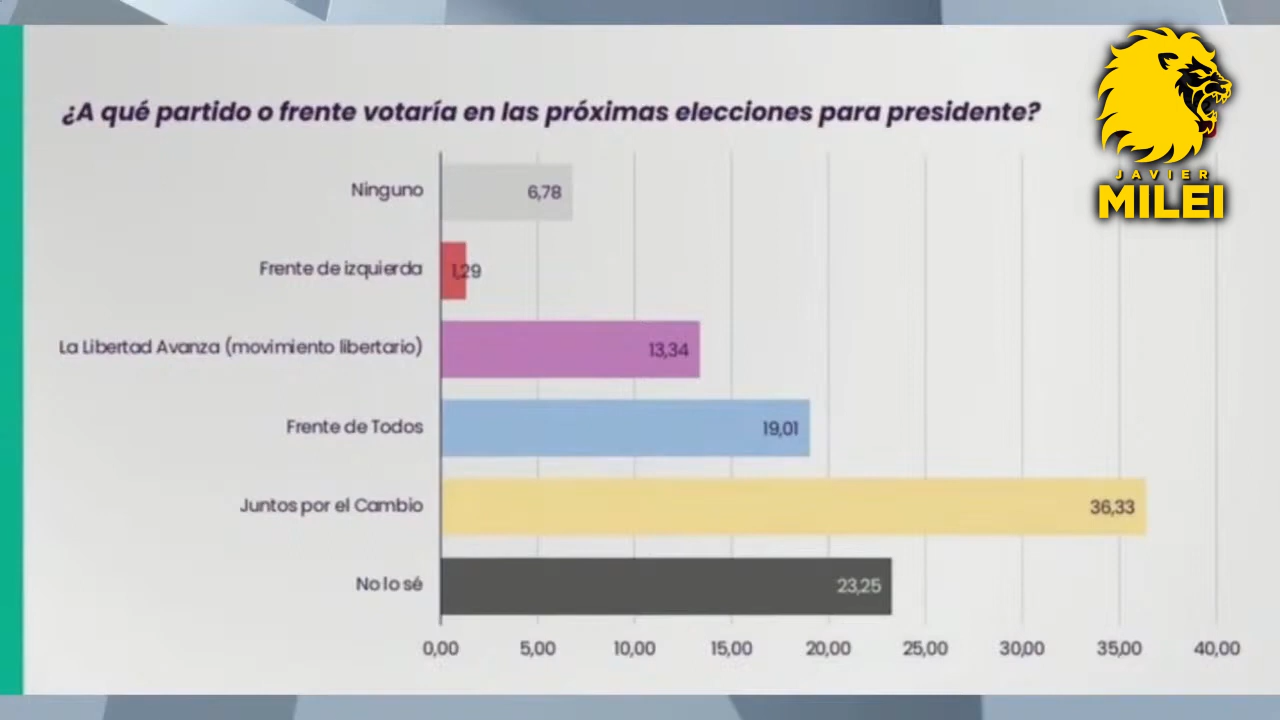 ¿A qué partido o frente votaría en las próximas elecciones para presidente?
JAVIER
MILEI
Ninguno 6,78
Frente de izquierda 1,29
La Libertad Avanza (movimiento libertario) 13,34
Frente de Todos 19,01
Juntos por el Cambio 36,33
No lo sé 23,25
0,00 5,00 10,00 15,00 20,00 25,00 30,00 35,00 40,00